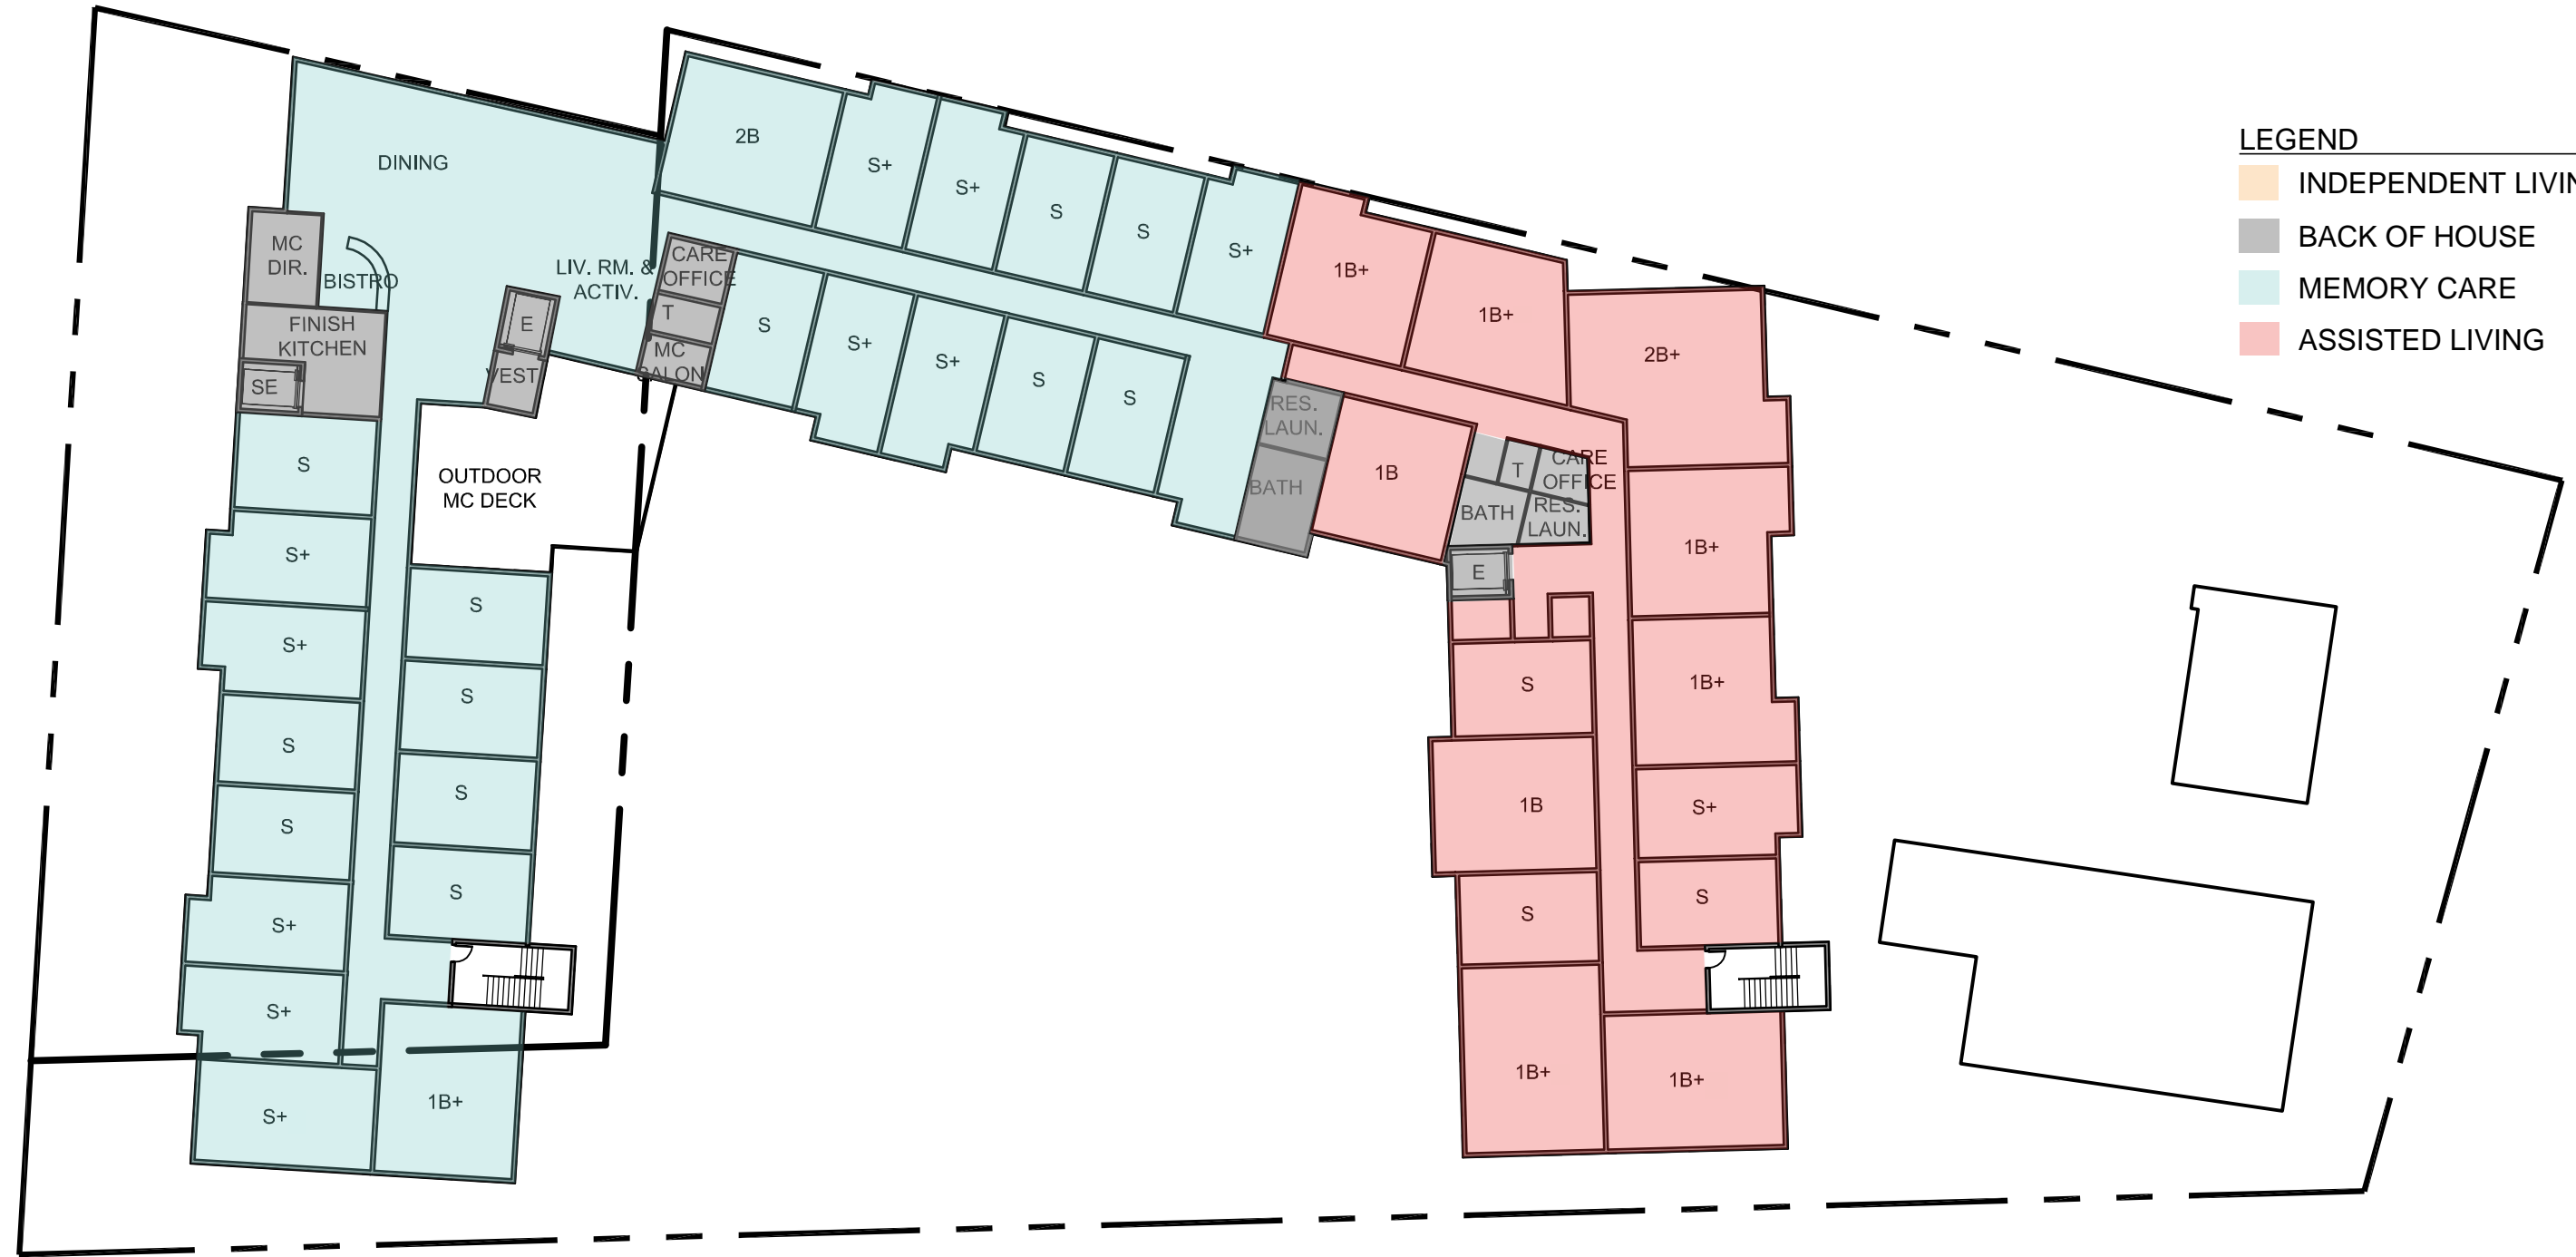 LEGEND
INDEPENDENT LIVIN
BACK OF HOUSE
MEMORY CARE
ASSISTED LIVING
DINING
2B
S+
S+
S
S
S+
1B+
1B+
2B+
MC
DIR.
BISTRO
LIV. RM. &
ACTIV.
CARE
OFFICE
T
MC
SALON
FINISH
KITCHEN
SE
E
VEST
S
S+
S+
S
S
RES.
LAUN.
BATH
1B
T
CARE
OFFICE
BATH
RES.
LAUN.
E
OUTDOOR
MC DECK
S
S+
S+
S
S
S+
S+
S+
S
S
S
S
1B+
1B+
1B+
S+
S
S
1B
S
1B+
1B+